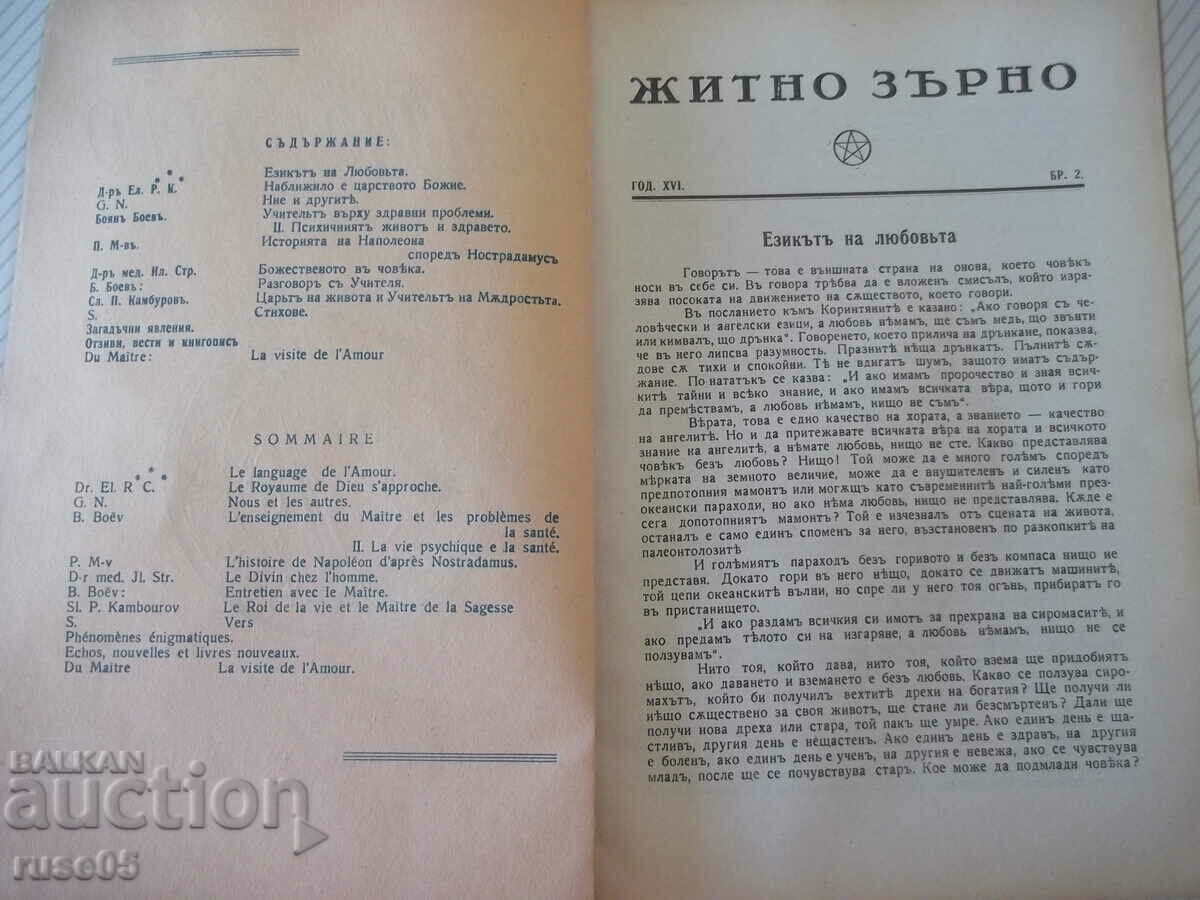 СЪДЪРЖАНИЕ:
* * * Езикътъ на Любовьта.
Д-ръ Ел. Р. К. Наближило е царството Божие.
G. N. Ние и другитѣ.
Боянъ Боевъ. Учительтъ върху здравни проблеми.
II. Психичниятъ животъ и здравето.
П. М-въ. Историята на Наполеона
споредъ Нострадамусъ
Д-ръ мед. Ил. Стр. Божественото въ човѣка.
Б. Боевъ: Разговоръ съ Учителя.
Сл. П. Камбуровъ. Царьтъ на живота и Учительтъ на Мѫдростьта.
S. Стихове.
Загадъчни явления.
Отзиви, вести и книгописъ
Du Maître: La visite de l'Amour
SOMMAIRE
* * * Le language de l'Amour.
Dr. El. R C. Le Royaume de Dieu s'approche.
G. N. Nous et les autres.
B. Boëv L'enseignement du Maître et les problèmes de
la santé.
II. La vie psychique e la santé.
P. M-v L'histoire de Napoléon d'après Nostradamus.
D-r med. Jl. Str. Le Divin chez l'homme.
B. Boëv: Entretien avec le Maître.
Sl. P. Kambourov Le Roi de la vie et le Maître de la Sagesse
S. Vers
Phénomènes énigmatiques.
Echos, nouvelles et livres nouveaux.
Du Maitre La visite de l'Amour.
ЖИТНО ЗЪРНО
ГОД. XVI. БР. 2.
Езикътъ на любовьта
Говорътъ — това е външната страна на онова, което човѣкъ
носи въ себе си. Въ говора трѣбва да е вложенъ смисълъ, който изра-
зява посоката на движението на сѫществото, което говори.
Въ посланието къмъ Коринтянитѣ е казано: „Ако говоря съ че-
ловѣчески и ангелски езици, а любовь нѣмамъ, ще съмъ медь, що звънти
или кимвалъ, що дрънка“. Говоренето, което прилича на дрънкане, показва,
че въ него липсва разумность. Празнитѣ нѣща дрънкатъ. Пълнитѣ сѫ-
дове сѫ тихи и спокойни. Тѣ не вдигатъ шумъ, защото иматъ съдър-
жание. По нататъкъ се казва: „И ако имамъ пророчество и зная всич-
китѣ тайни и всѣко знание, и ако имамъ всичката вѣра, щото и гори
да премѣствамъ, а любовь нѣмамъ, нищо не съмъ“.
Вѣрата, това е едно качество на хората, а знанието — качество
на ангелитѣ. Но и да притежавате всичката вѣра на хората и всичкото
знание на ангелитѣ, а нѣмате любовь, нищо не сте. Какво представлява
човѣкъ безъ любовь? Нищо! Той може да е много голѣмъ споредъ
мѣрката на земното величие, може да е внушителенъ и силенъ като
предпотопния мамонтъ или могѫщъ като съвременнитѣ най-големи през-
океански параходи, но ако нѣма любовь, нищо не представлява. Кѫде е
сега допотопниятъ мамонтъ? Той е изчезналъ отъ сцената на живота,
останалъ е само единъ споменъ за него, възстановенъ по разкопкитѣ на
палеонтолозитѣ
И големиятъ параходъ безъ горивото и безъ компаса нищо не
представя. Докато гори въ него нѣщо, докато се движатъ машинитѣ,
той цепи океанскитѣ вълни, но спре ли у него тоя огънь, прибиратъ го
въ пристанището.
„И ако раздамъ всичкия си имотъ за прехрана на сиромаситѣ, и
ако предамъ тѣлото си на изгаряне, а любовь нѣмамъ, нищо не се
ползувамъ“.
Нито тоя, който дава, нито тоя, който взема ще придобиятъ
нѣщо, ако даването и вземането е безъ любовь. Какво се ползува сиро-
махътъ, който би получилъ вехтитѣ дрехи на богатия? Ще получи ли
нѣщо сѫществено за своя животъ, ще стане ли безсмъртенъ? Дали ще
получи нова дреха или стара, той пакъ ще умре. Ако единъ день е ща-
стливъ, другия день е нещастенъ. Ако единъ день е здравъ, на другия
е боленъ, ако единъ день е ученъ, на другия е невежа, ако се чувствува
младъ, после ще се почувствува старъ. Кое може да подмлади човѣка?
BALKAN
auction
ruse05